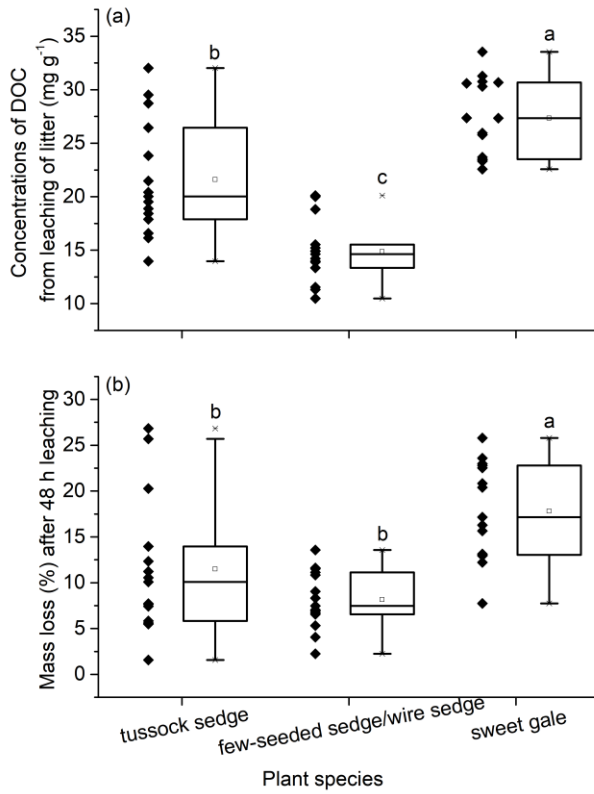 (a)
Concentrations of DOC
from leaching of litter (mg g⁻¹)
35
30
25
20
15
10
b
c
a
(b)
Mass loss (%) after 48 h leaching
30
25
20
15
10
5
0
b
b
a
tussock sedge
few-seeded sedge/wire sedge
sweet gale
Plant species